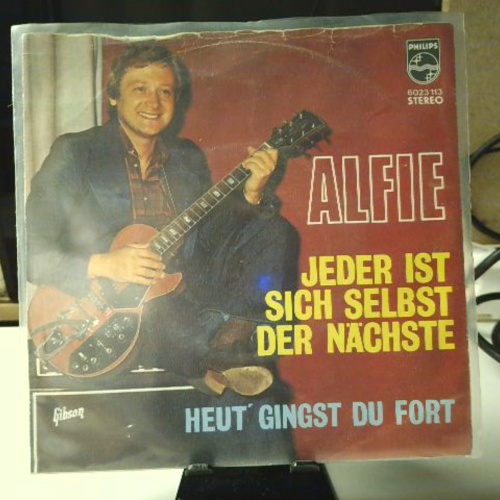 PHILIPS
6023 113
STEREO
ALFIE
JEDER IST
SICH SELBST
DER NÄCHSTE
HEUT' GINGST DU FORT
Gibson